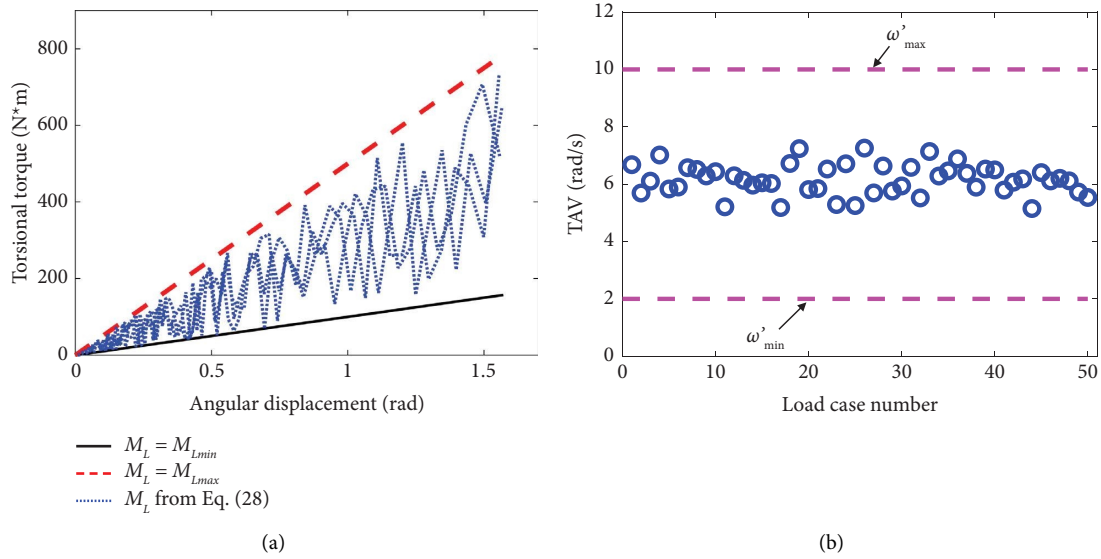 800
600
400
200
0
Torsional torque (N*m)
0
0.5
1
1.5
Angular displacement (rad)
M_L = M_Lmin
M_L = M_Lmax
M_L from Eq. (28)
(a)
12
10
8
6
4
2
0
TAV (rad/s)
ω’max
ω’min
0
10
20
30
40
50
Load case number
(b)